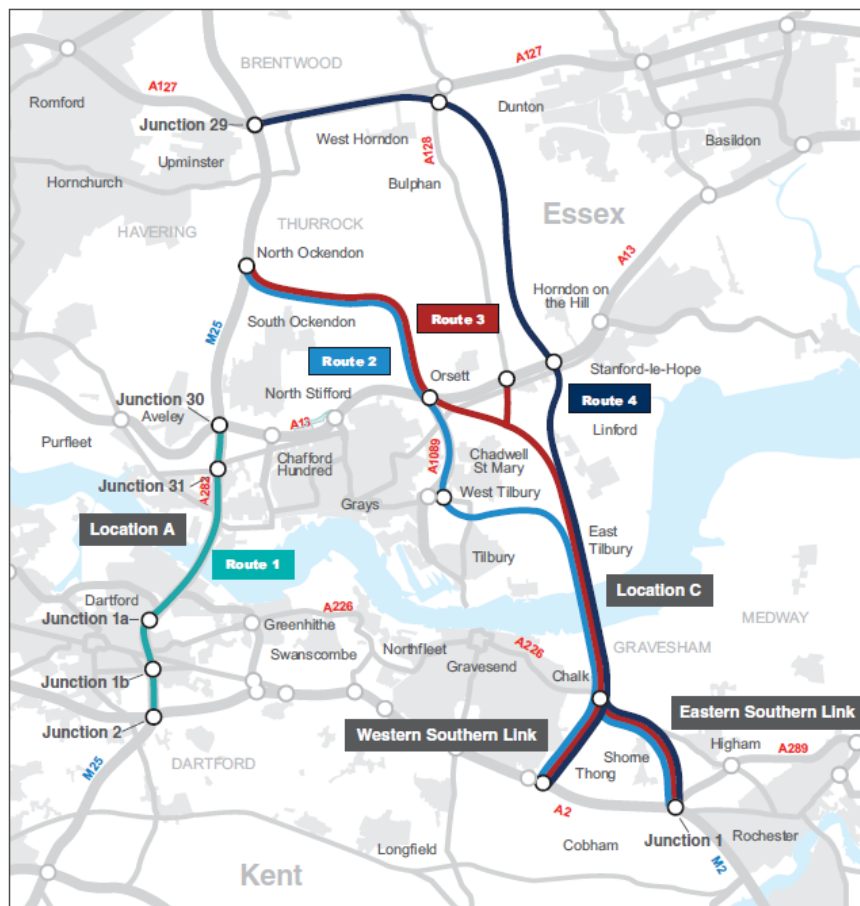 A127
BRENTWOOD
A127
Romford
Dunton
Junction 29
West Horndon
Basildon
Upminster
A128
Hornchurch
Bulphan
Essex
THURROCK
HAVERING
North Ockendon
A13
Horndon on
the Hill
M25
South Ockendon
Route 3
Route 2
Orsett
Stanford-le-Hope
Junction 30
North Stifford
Route 4
Aveley
A13
Linford
Purfleet
Chafford
Hundred
A1089
Chadwell
St Mary
Junction 31
A282
Grays
West Tilbury
Location A
East
Tilbury
Route 1
Tilbury
Location C
Dartford
A226
MEDWAY
Junction 1a
Greenhithe
Northfleet
GRAVESHAM
Swanscombe
Gravesend
A226
Junction 1b
Chalk
Eastern Southern Link
Junction 2
Western Southern Link
Higham
A289
Shorne
Thong
M25
DARTFORD
A2
Junction 1
Rochester
Cobham
Longfield
M2
Kent